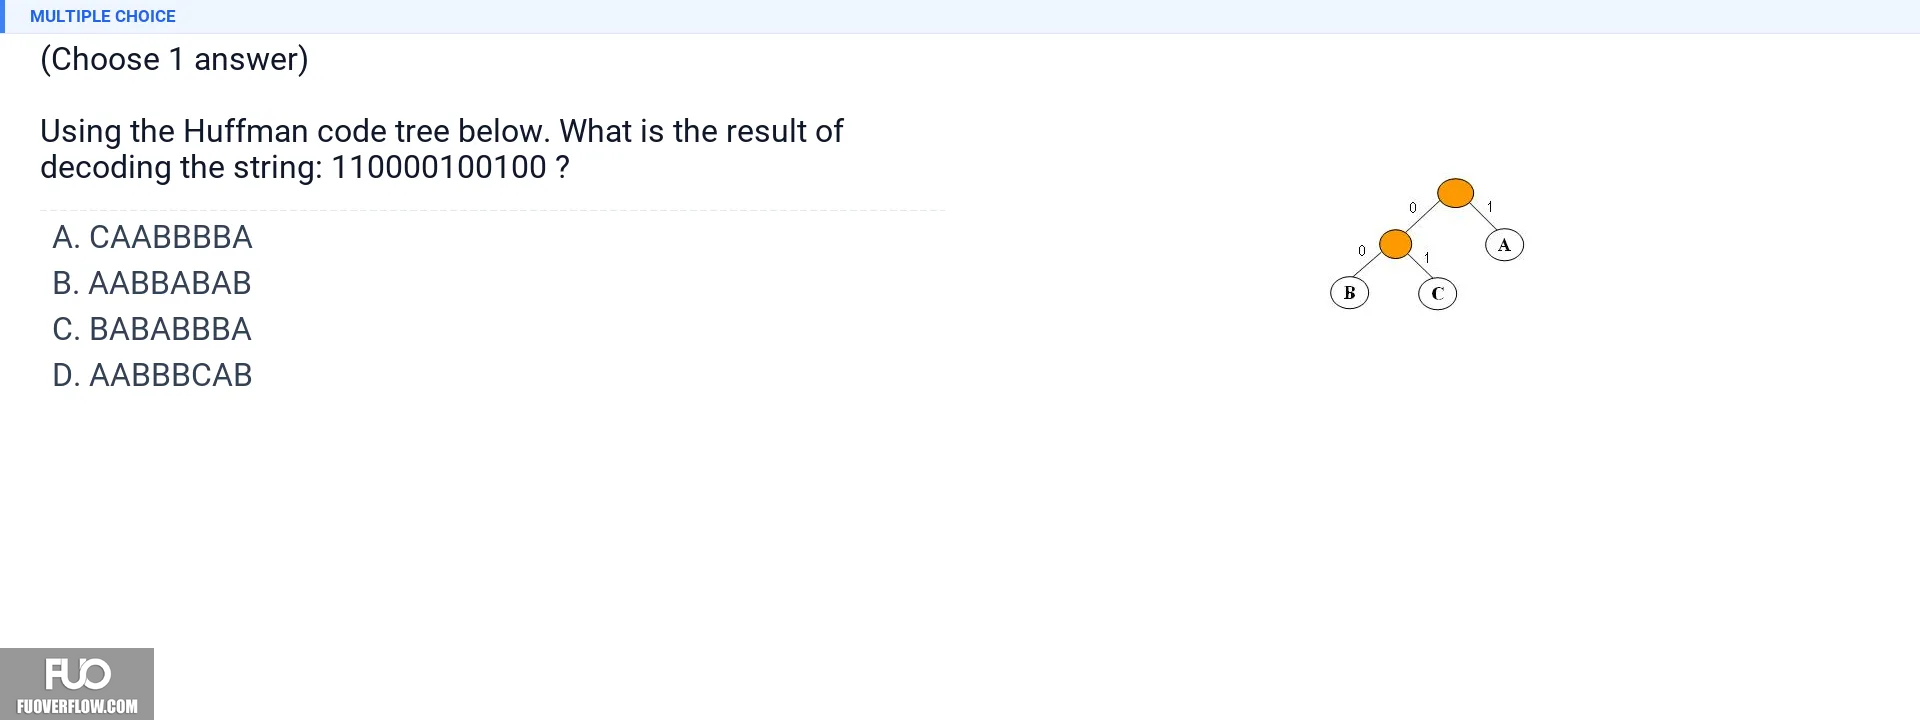 MULTIPLE CHOICE
(Choose 1 answer)
Using the Huffman code tree below. What is the result of
decoding the string: 110000100100 ?
A. CAABBBBA
B. AABBABAB
C. BABABBBA
D. AABBBCAB
0
1
A
0
1
B
C
FUO
FUOVERFLOW.COM